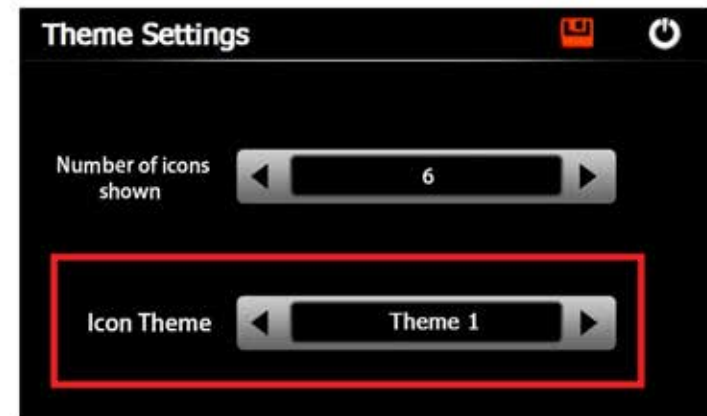 Theme Settings
Number of icons
shown
6
Icon Theme
Theme 1